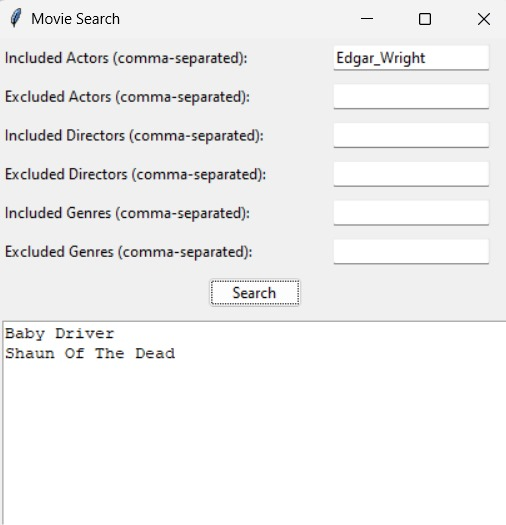 Movie Search
Included Actors (comma-separated): Edgar_Wright
Excluded Actors (comma-separated):
Included Directors (comma-separated):
Excluded Directors (comma-separated):
Included Genres (comma-separated):
Excluded Genres (comma-separated):
Search
Baby Driver
Shaun Of The Dead